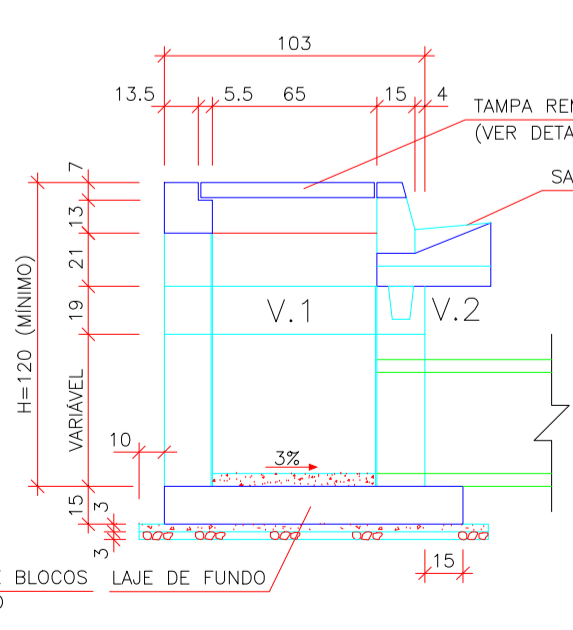 103
13.5 5.5 65 15 4
TAMPA
(VER
7
13
21
19
VARIÁVEL
H=120 (MÍNIMO)
V.1
V.2
10
3%
15
3
3
BLOCOS
LAJE DE FUNDO
15